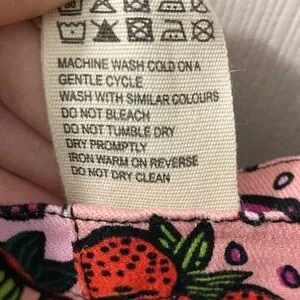 MACHINE WASH COLD ON A
GENTLE CYCLE
WASH WITH SIMILAR COLOURS
DO NOT BLEACH
DO NOT TUMBLE DRY
DRY PROMPTLY
IRON WARM ON REVERSE
DO NOT DRY CLEAN